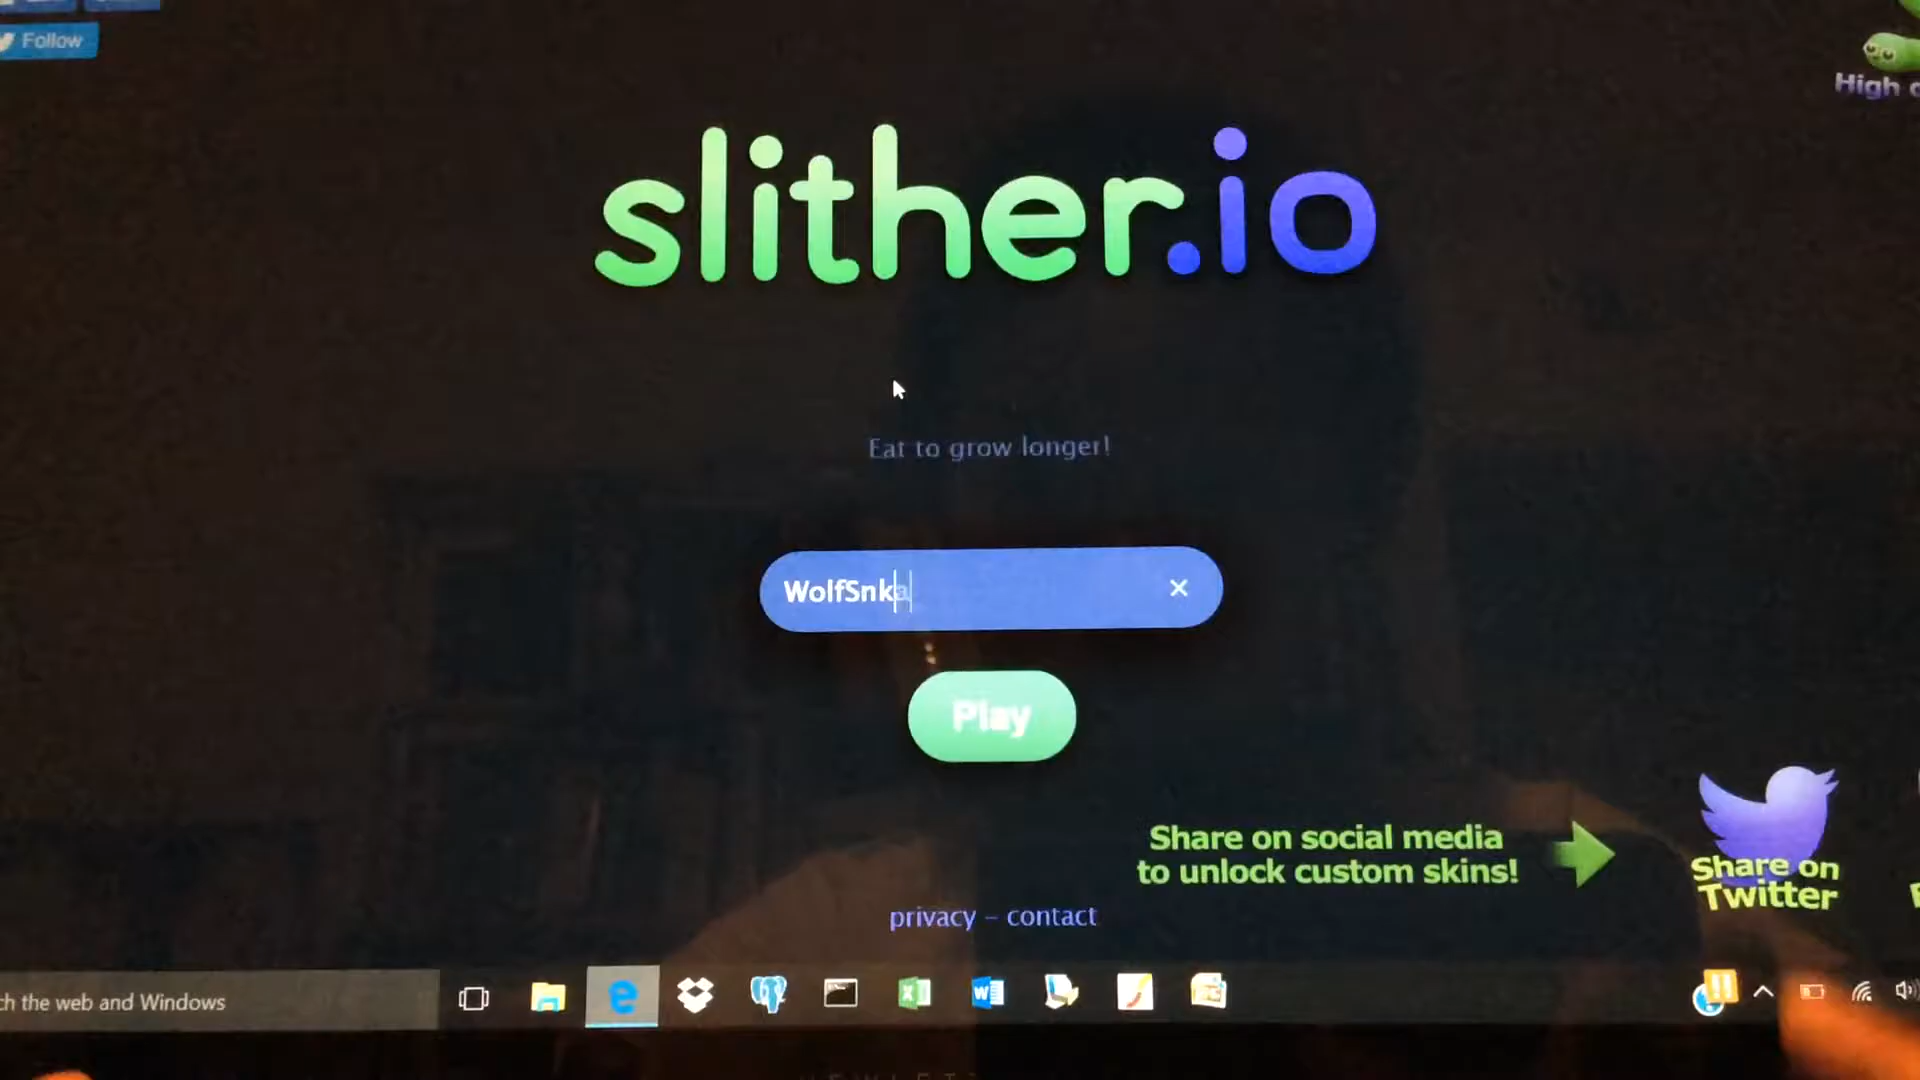 Follow
High
slither.io
Eat to grow longer!
WolfSnk
Play
Share on social media
to unlock custom skins!
Share on
Twitter
privacy – contact
ch the web and Windows